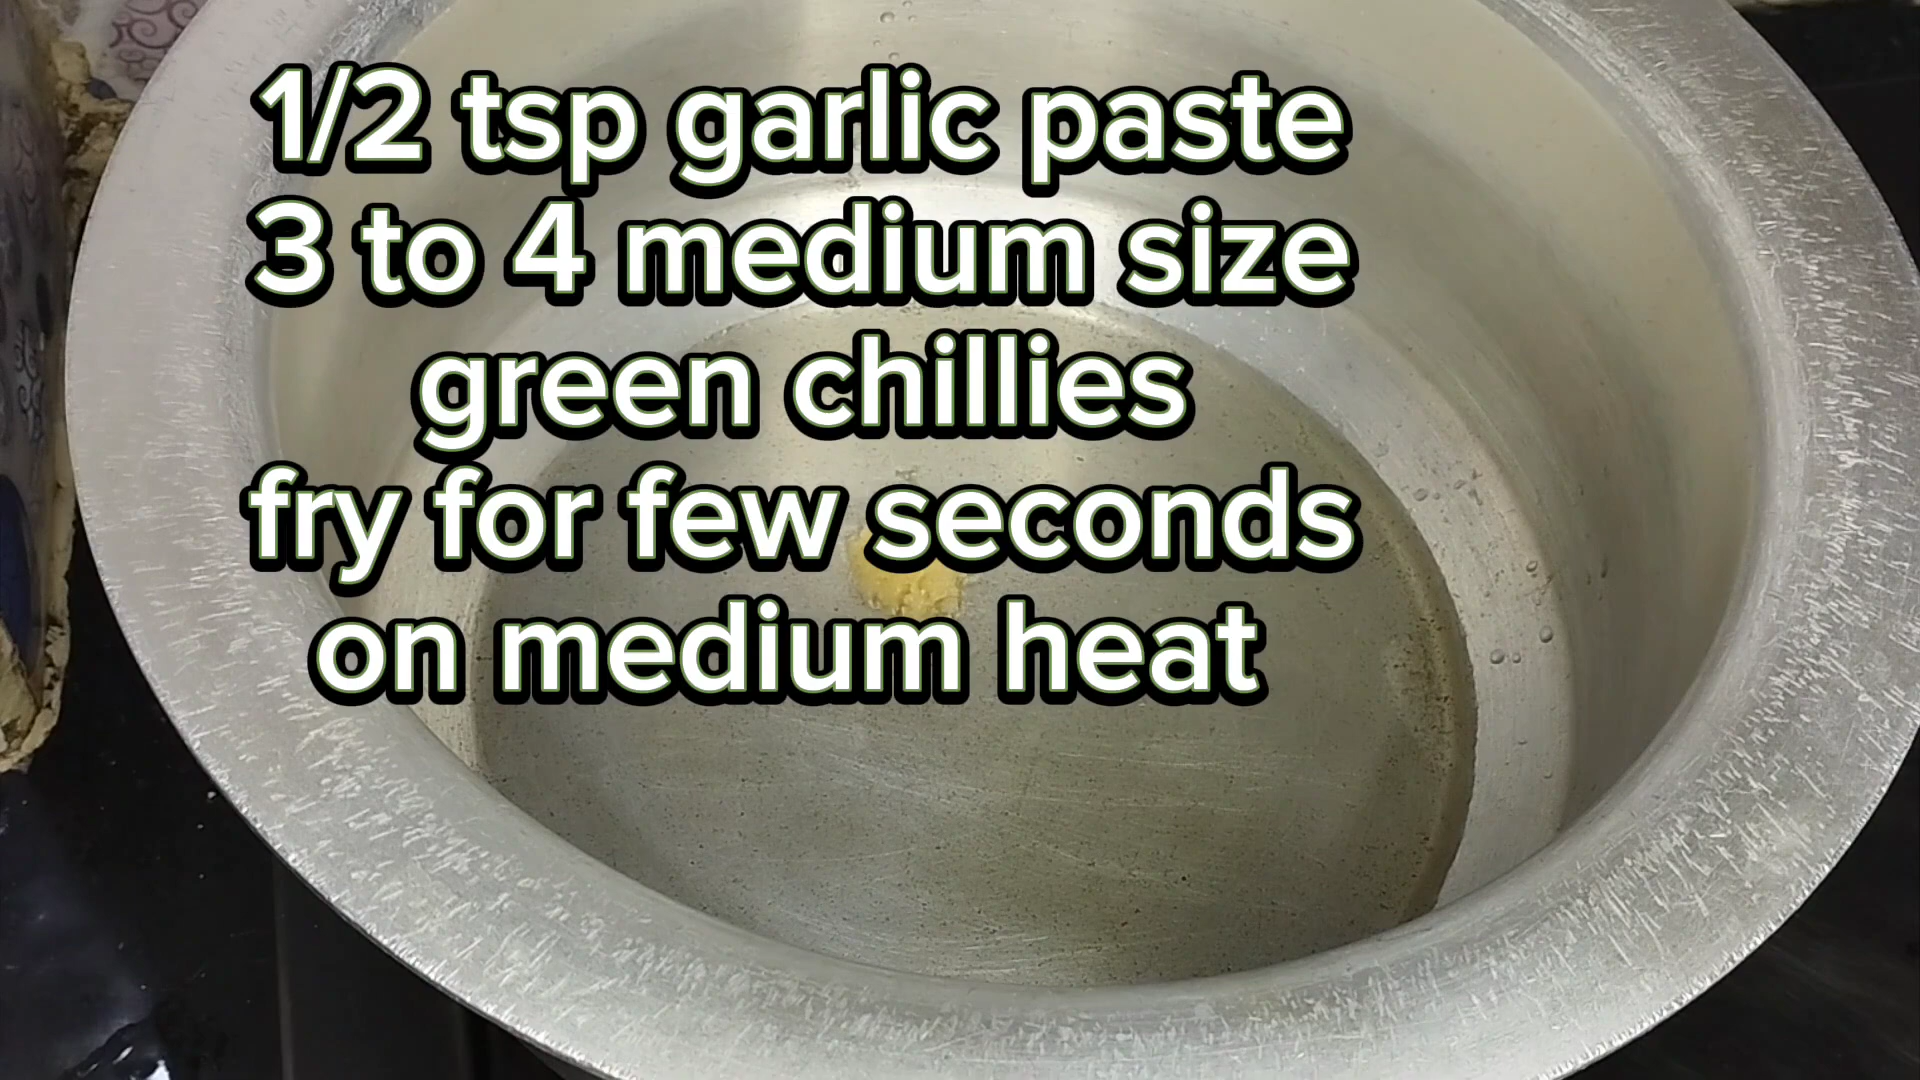 1/2 tsp garlic paste
3 to 4 medium size
green chillies
fry for few seconds
on medium heat